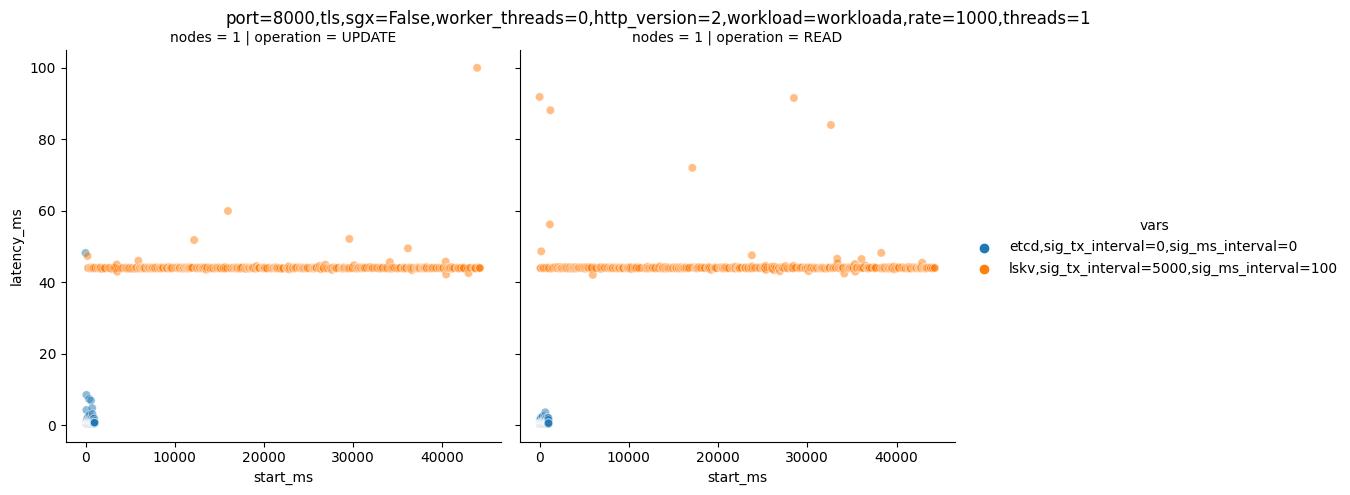 port=8000,tls,sgx=False,worker_threads=0,http_version=2,workload=workloada,rate=1000,threads=1
nodes = 1 | operation = UPDATE
nodes = 1 | operation = READ
100
80
60
40
20
0
latency_ms
0 10000 20000 30000 40000
start_ms
0 10000 20000 30000 40000
start_ms
vars
etcd,sig_tx_interval=0,sig_ms_interval=0
lskv,sig_tx_interval=5000,sig_ms_interval=100